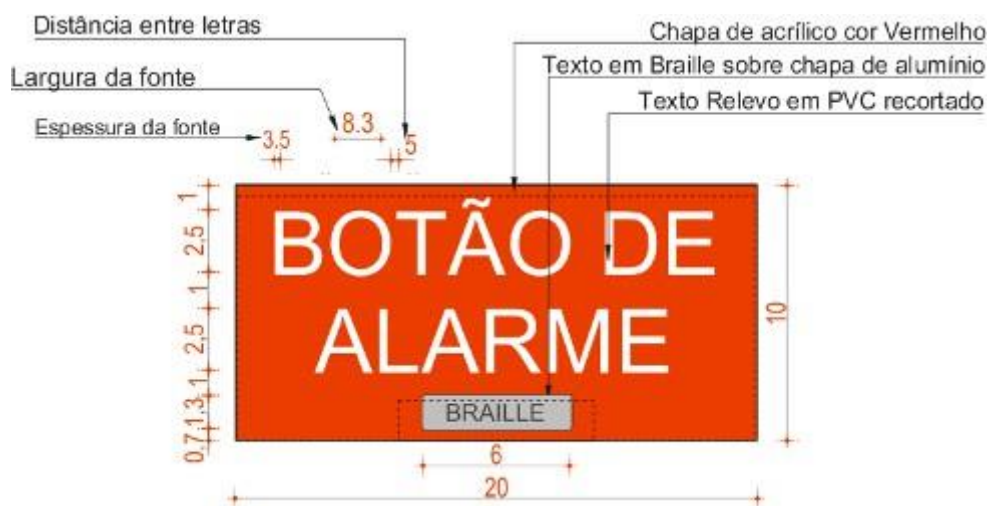 Distância entre letras
Chapa de acrílico cor Vermelho
Largura da fonte
Texto em Braille sobre chapa de alumínio
Espessura da fonte
Texto Relevo em PVC recortado
3.5
8.3
5
1
2,5
1
2,5
1
1,3
0,7
BOTÃO DE
ALARME
BRAILLE
10
6
20